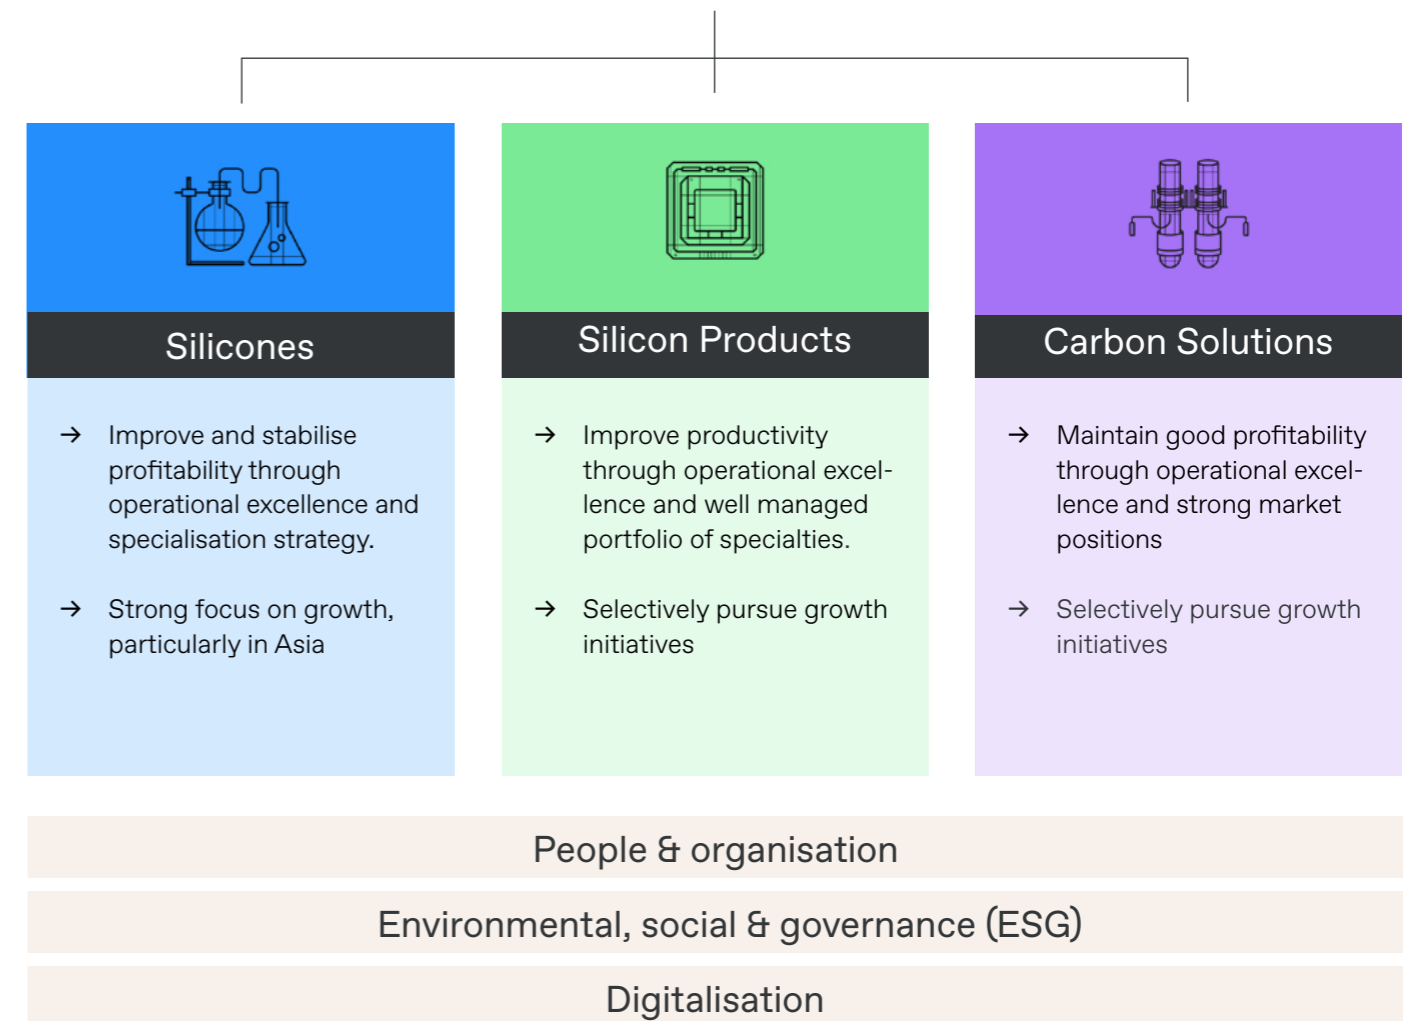 Silicones
→ Improve and stabilise
profitability through
operational excellence and
specialisation strategy.
→ Strong focus on growth,
particularly in Asia
Silicon Products
→ Improve productivity
through operational excel-
lence and well managed
portfolio of specialties.
→ Selectively pursue growth
initiatives
Carbon Solutions
→ Maintain good profitability
through operational excel-
lence and strong market
positions
→ Selectively pursue growth
initiatives
People & organisation
Environmental, social & governance (ESG)
Digitalisation